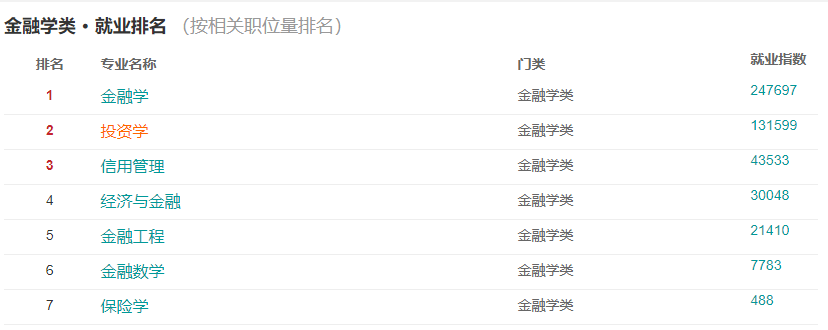 金融学类·就业排名 （按相关职位量排名）
排名 专业名称 门类 就业指数
1 金融学 金融学类 247697
2 投资学 金融学类 131599
3 信用管理 金融学类 43533
4 经济与金融 金融学类 30048
5 金融工程 金融学类 21410
6 金融数学 金融学类 7783
7 保险学 金融学类 488